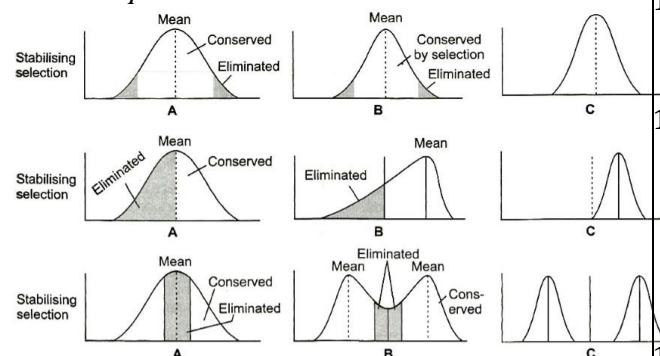 Mean
Conserved
Eliminated
Stabilising
selection
A
Mean
Conserved
by selection
Eliminated
B
C
Mean
Eliminated
Conserved
Stabilising
selection
A
Mean
Eliminated
B
C
Mean
Conserved
Eliminated
Stabilising
selection
A
Eliminated
Mean
Mean
Cons-
erved
B
C